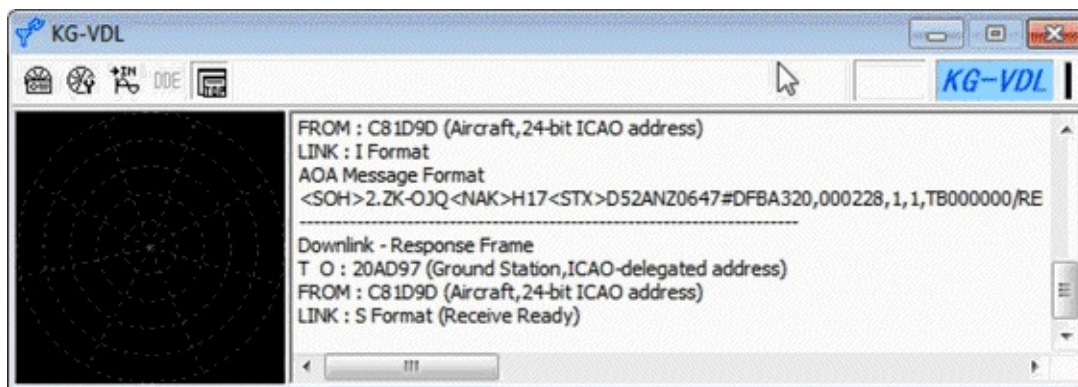 KG-VDL
+IN
DDE
KG-VDL
FROM : C81D9D (Aircraft,24-bit ICAO address)
LINK : I Format
AOA Message Format
<SOH>2.ZK-OJQ<NAK>H17<STX>D52ANZ0647#DFBA320,000228,1,1,TB000000/RE
--------------------------------------------------------------------------------
Downlink - Response Frame
T O : 20AD97 (Ground Station,ICAO-delegated address)
FROM : C81D9D (Aircraft,24-bit ICAO address)
LINK : S Format (Receive Ready)